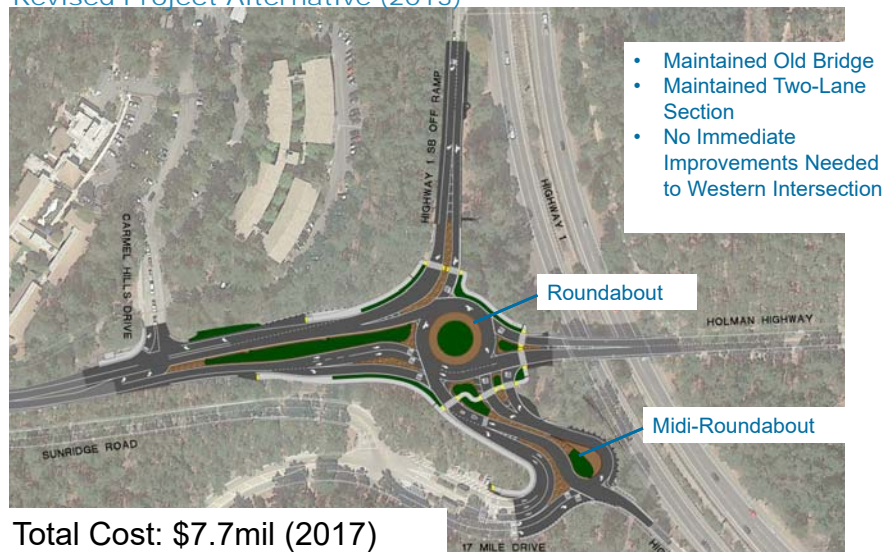 Revised Project Alternative (2013)
• Maintained Old Bridge
• Maintained Two-Lane
Section
• No Immediate
Improvements Needed
to Western Intersection
HIGHWAY 1 SB OFF RAMP
HIGHWAY 1
CARMEL HILLS DRIVE
Roundabout
HOLMAN HIGHWAY
Midi-Roundabout
SUNRIDGE ROAD
Total Cost: $7.7mil (2017)
17 MILE DRIVE